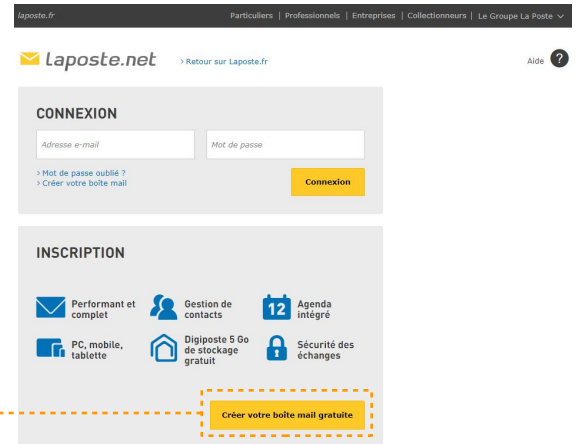 laposte.fr Particuliers | Professionnels | Entreprises | Collectionneurs | Le Groupe La Poste
Laposte.net > Retour sur Laposte.fr Aide ?
CONNEXION
Adresse e-mail Mot de passe
> Mot de passe oublié ?
> Créer votre boîte mail
Connexion
INSCRIPTION
Performant et
complet
Gestion de
contacts
12
Agenda
intégré
PC, mobile,
tablette
Digiposte 5 Go
de stockage
gratuit
Sécurité des
échanges
Créer votre boîte mail gratuite